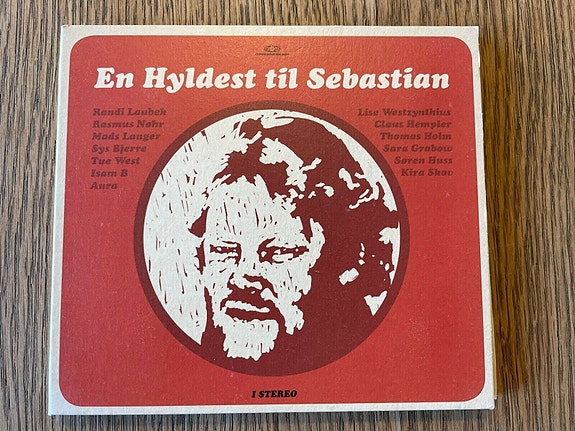 En Hyldest til Sebastian
Randi Laubek
Rasmus Nøhr
Mads Langer
Sys Bjerre
Tue West
Isam B
Aura
Lise Westzynthius
Claus Hempler
Thomas Holm
Sara Grabow
Søren Huss
Kira Skov
I STEREO